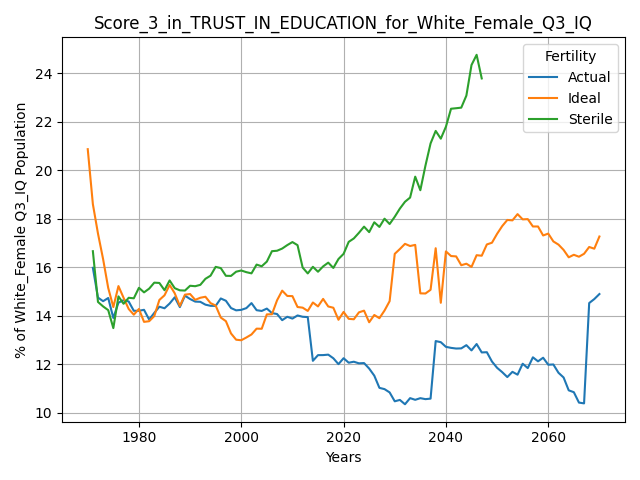 Score_3_in_TRUST_IN_EDUCATION_for_White_Female_Q3_IQ
% of White_Female Q3_IQ Population
24
22
20
18
16
14
12
10
Fertility
Actual
Ideal
Sterile
1980
2000
2020
2040
2060
Years